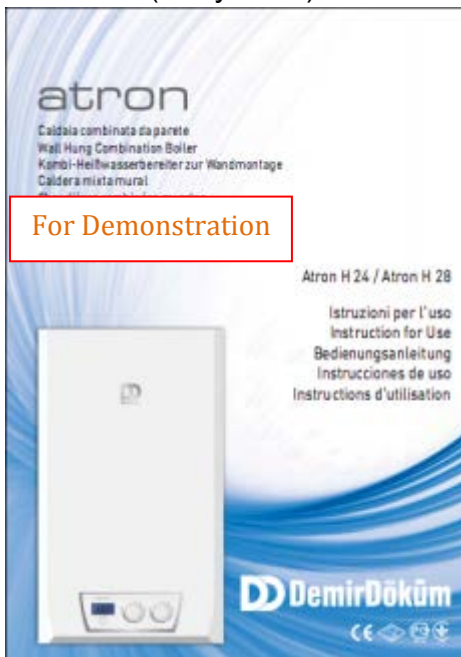 atron
Caldaia combinata da parete
Wall Hung Combination Boiler
Kombi-Heißwasserbereiter zur Wandmontage
Caldera mixta mural
For Demonstration
Atron H 24 / Atron H 28
Istruzioni per l'uso
Instruction for Use
Bedienungsanleitung
Instrucciones de uso
Instructions d'utilisation
DemirDöküm
CE